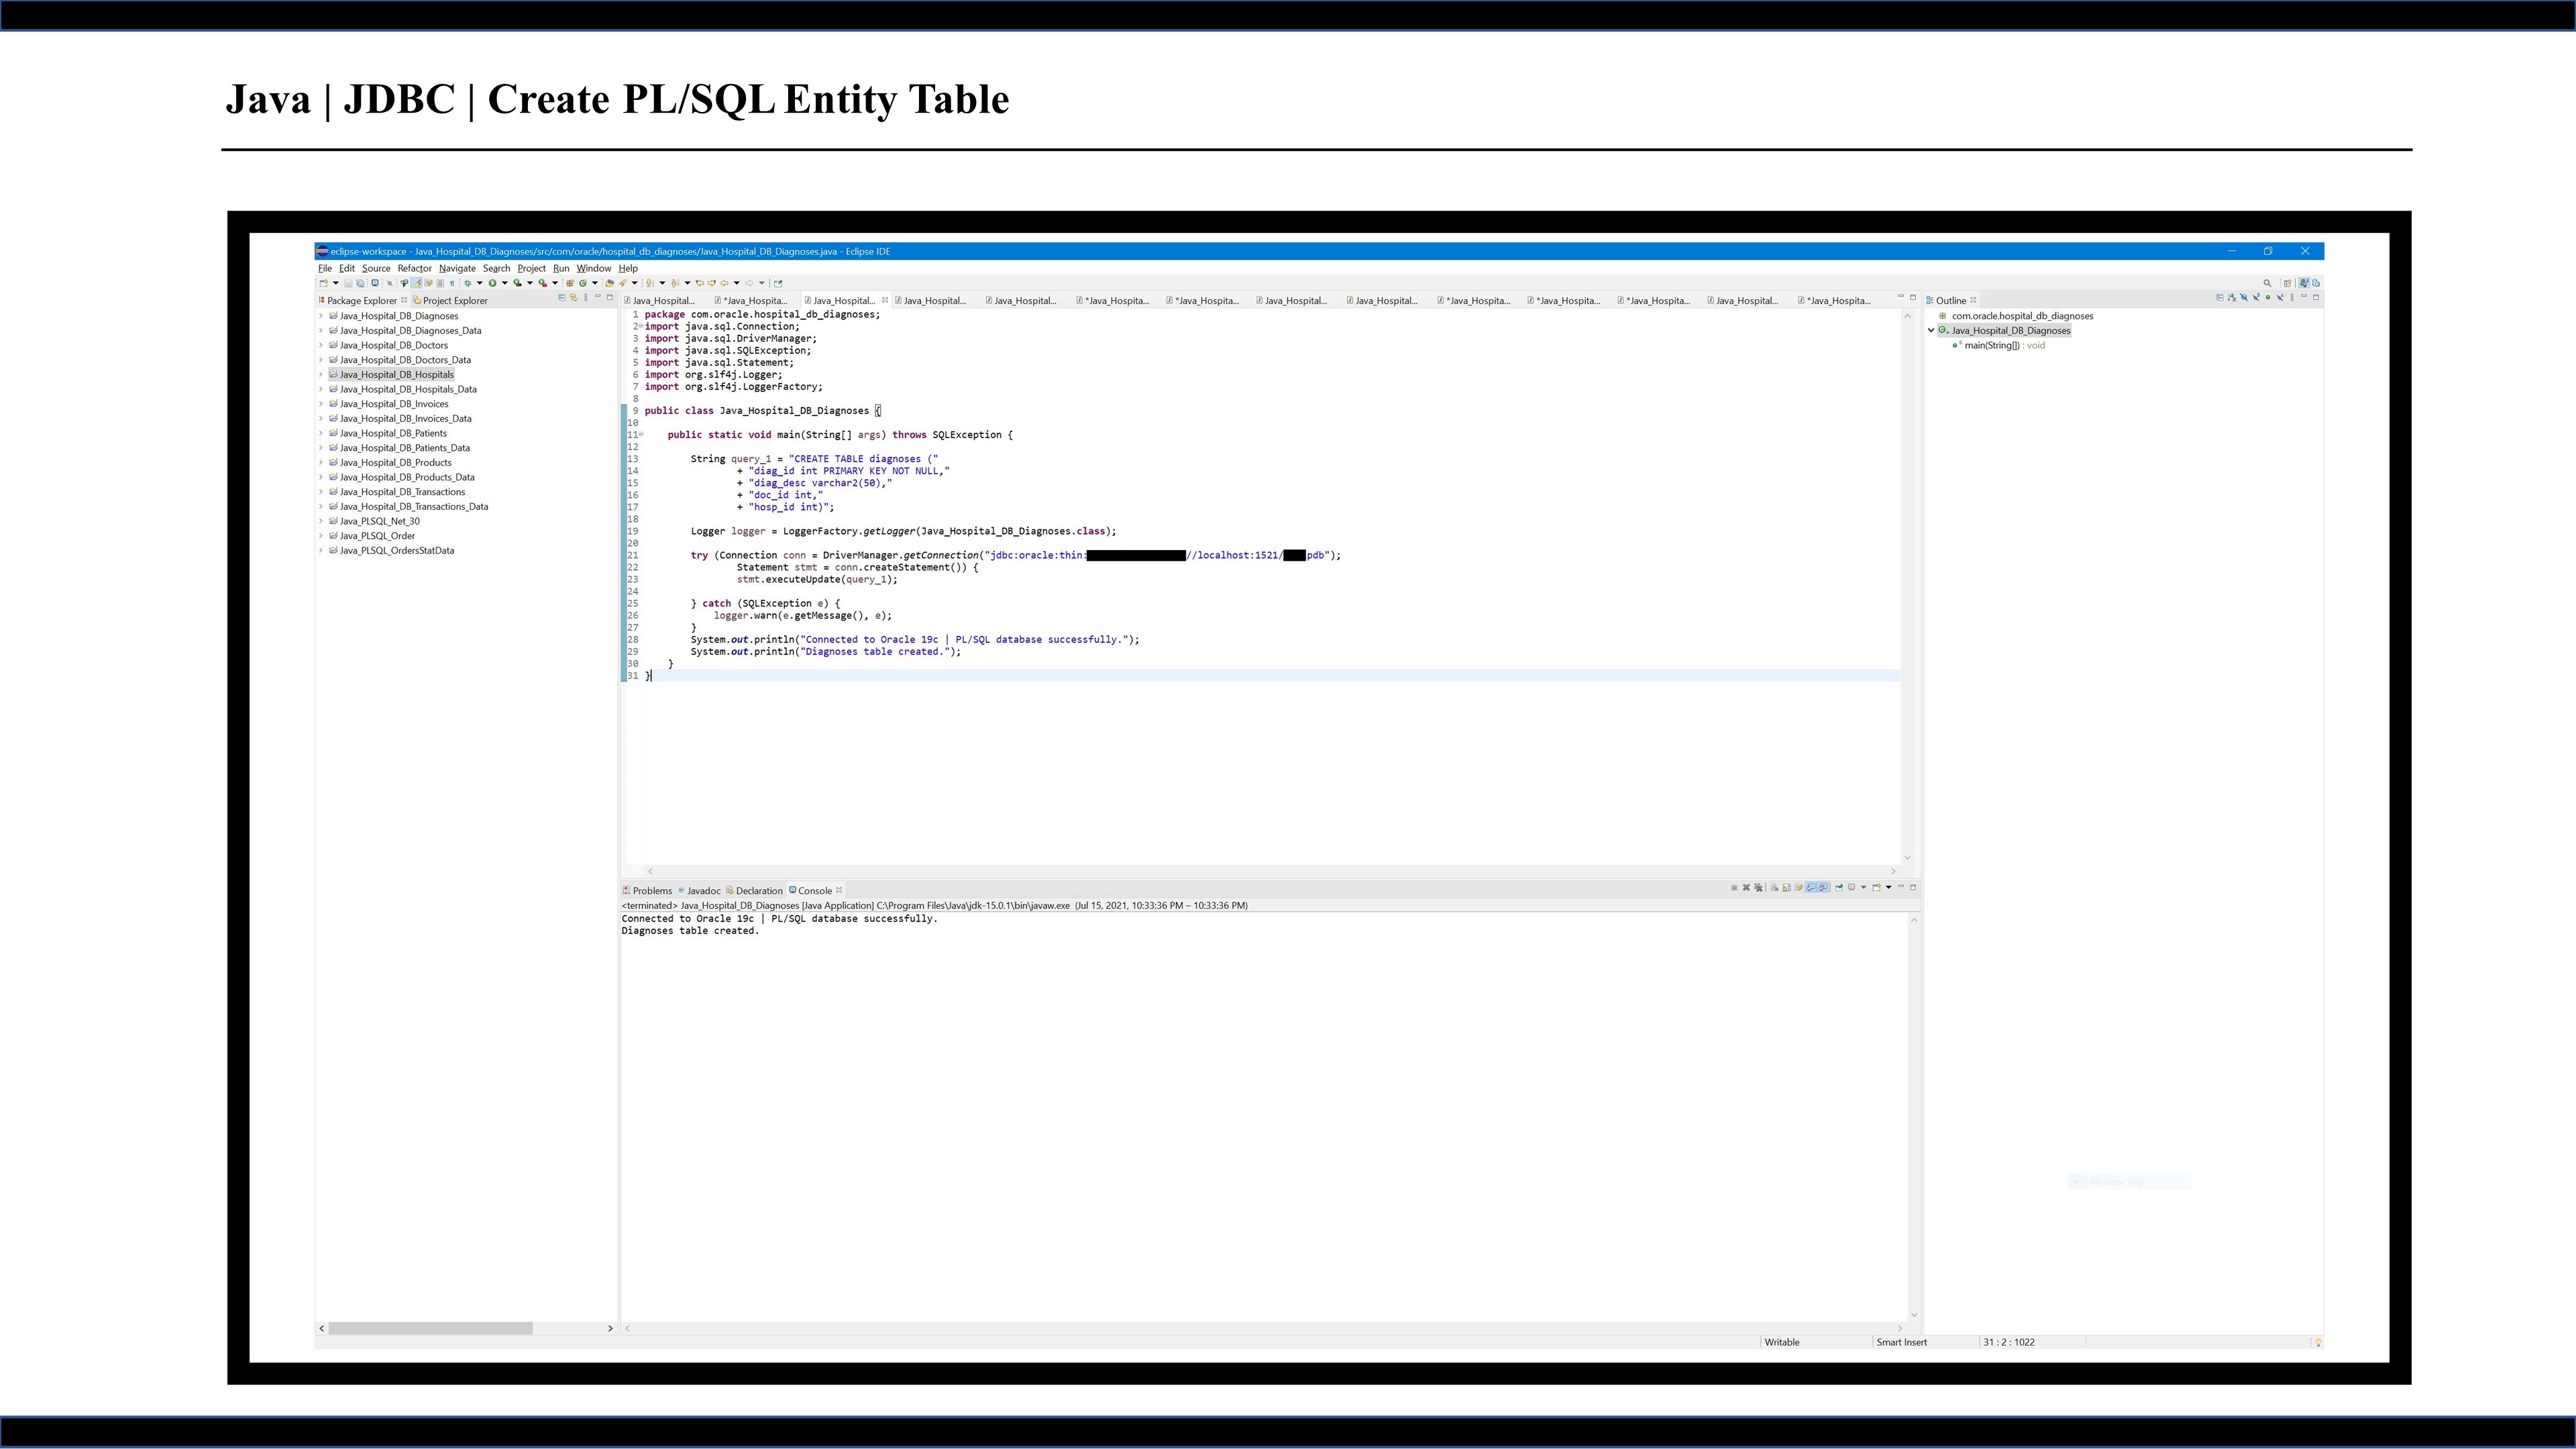 Java | JDBC | Create PL/SQL Entity Table
eclipse-workspace - Java_Hospital_DB_Diagnoses/src/com/oracle/hospital_db_diagnoses/Java_Hospital_DB_Diagnoses.java - Eclipse IDE
File Edit Source Refactor Navigate Search Project Run Window Help
Package Explorer Project Explorer
Java_Hospital_DB_Diagnoses
Java_Hospital_DB_Diagnoses_Data
Java_Hospital_DB_Doctors
Java_Hospital_DB_Doctors_Data
Java_Hospital_DB_Hospitals
Java_Hospital_DB_Hospitals_Data
Java_Hospital_DB_Invoices
Java_Hospital_DB_Invoices_Data
Java_Hospital_DB_Patients
Java_Hospital_DB_Patients_Data
Java_Hospital_DB_Products
Java_Hospital_DB_Products_Data
Java_Hospital_DB_Transactions
Java_Hospital_DB_Transactions_Data
Java_PLSQL_Net_30
Java_PLSQL_Order
Java_PLSQL_OrdersStatData
Java_Hospital... *Java_Hospita... Java_Hospital... Java_Hospital... Java_Hospital... *Java_Hospita... *Java_Hospita... Java_Hospital... Java_Hospital... *Java_Hospita... *Java_Hospita... *Java_Hospita... Java_Hospital... *Java_Hospita...
1 package com.oracle.hospital_db_diagnoses;
2 import java.sql.Connection;
3 import java.sql.DriverManager;
4 import java.sql.SQLException;
5 import java.sql.Statement;
6 import org.slf4j.Logger;
7 import org.slf4j.LoggerFactory;
8
9 public class Java_Hospital_DB_Diagnoses {
10
11 public static void main(String[] args) throws SQLException {
12
13 String query_1 = "CREATE TABLE diagnoses ("
14 + "diag_id int PRIMARY KEY NOT NULL,"
15 + "diag_desc varchar2(50),"
16 + "doc_id int,"
17 + "hosp_id int)";
18
19 Logger logger = LoggerFactory.getLogger(Java_Hospital_DB_Diagnoses.class);
20
21 try (Connection conn = DriverManager.getConnection("jdbc:oracle:thin: //localhost:1521/ pdb");
22 Statement stmt = conn.createStatement()) {
23 stmt.executeUpdate(query_1);
24
25 } catch (SQLException e) {
26 logger.warn(e.getMessage(), e);
27 }
28 System.out.println("Connected to Oracle 19c | PL/SQL database successfully.");
29 System.out.println("Diagnoses table created.");
30 }
31 }
Outline
com.oracle.hospital_db_diagnoses
Java_Hospital_DB_Diagnoses
main(String[]) : void
Problems Javadoc Declaration Console
<terminated> Java_Hospital_DB_Diagnoses [Java Application] C:\Program Files\Java\jdk-15.0.1\bin\javaw.exe (Jul 15, 2021, 10:33:36 PM – 10:33:36 PM)
Connected to Oracle 19c | PL/SQL database successfully.
Diagnoses table created.
Writable Smart Insert 31 : 2 : 1022